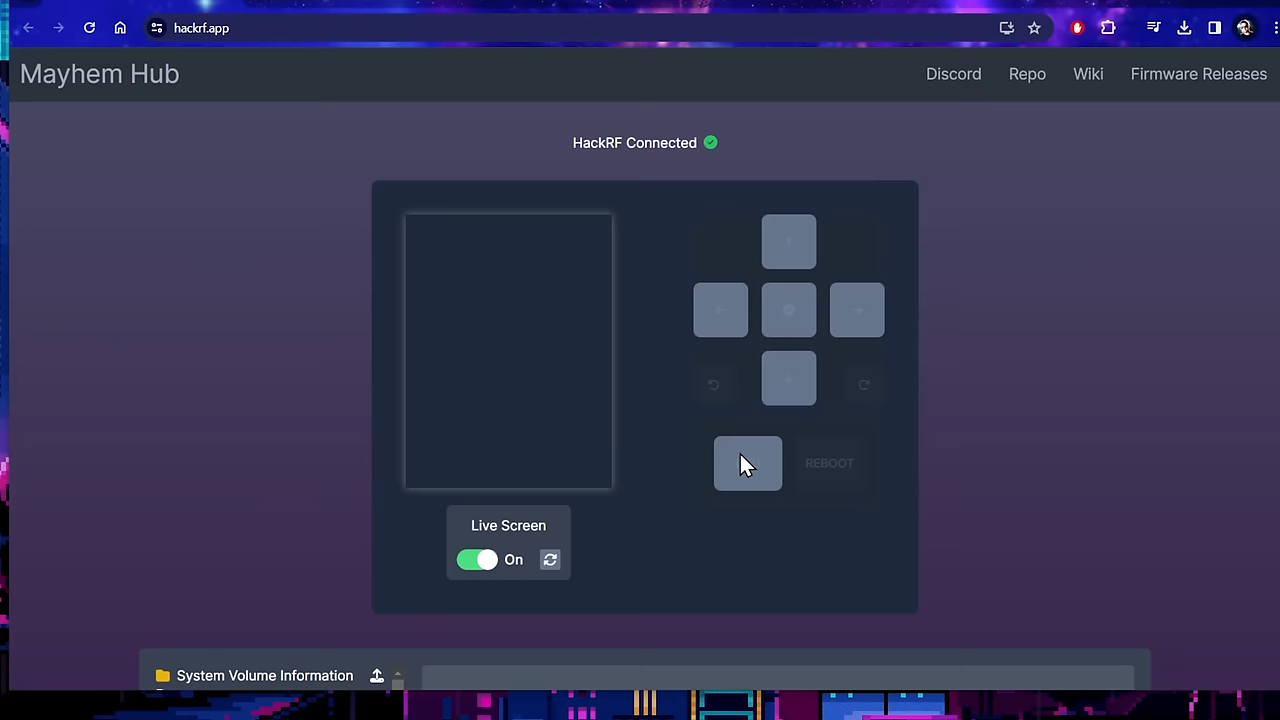 hackrf.app
Mayhem Hub
Discord
Repo
Wiki
Firmware Releases
HackRF Connected
REBOOT
Live Screen
On
System Volume Information